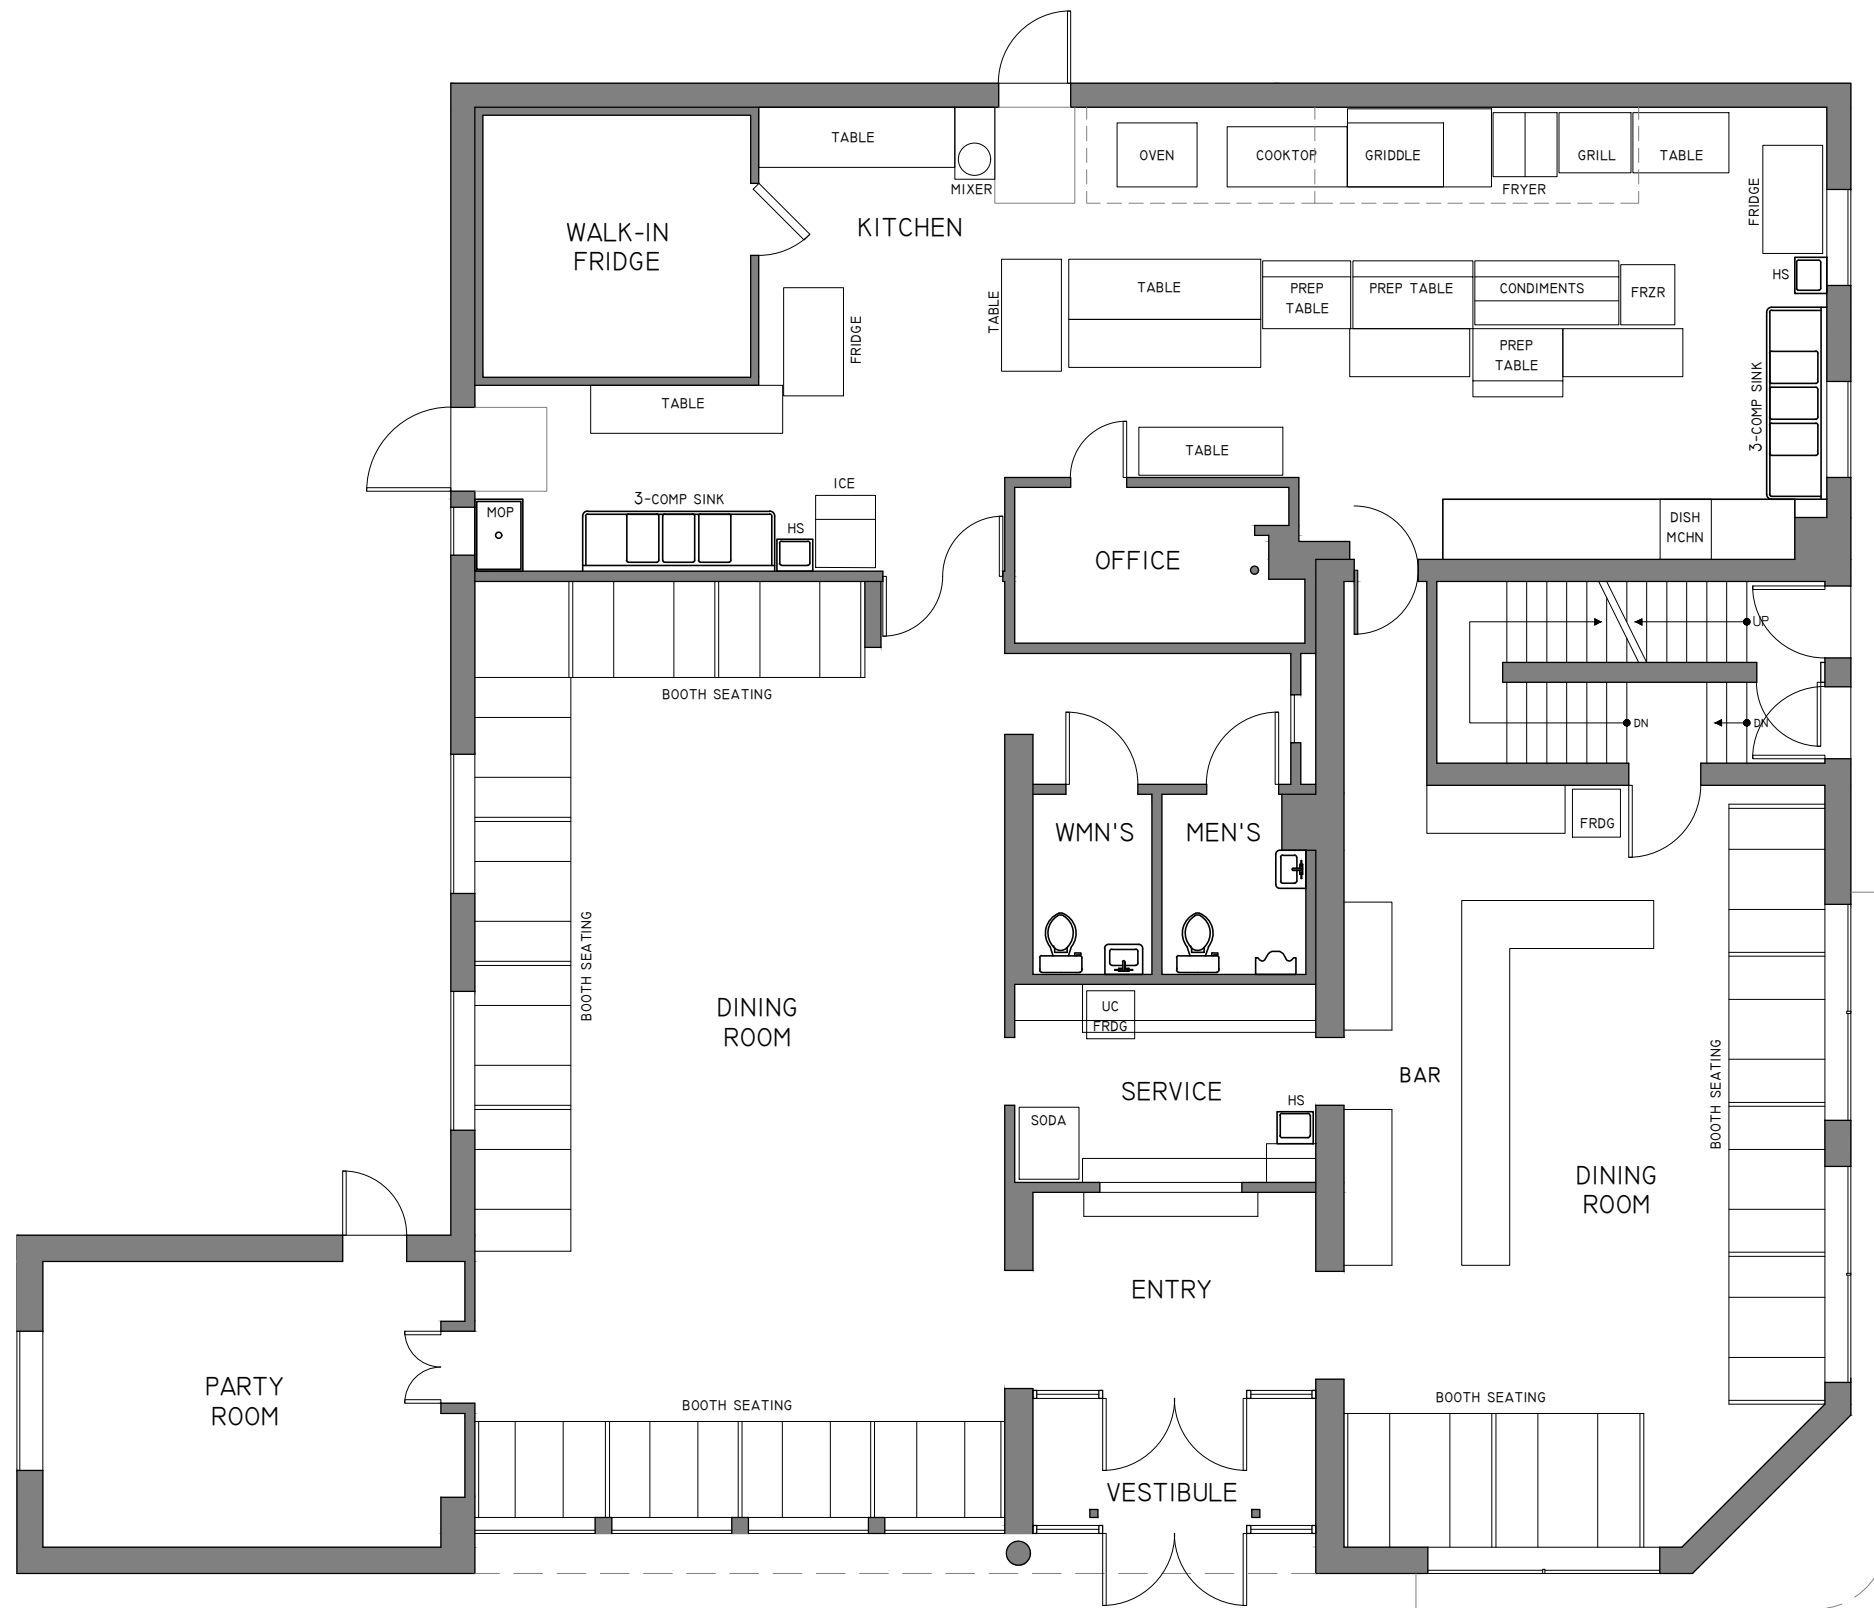 TABLE
MIXER
OVEN
COOKTOP
GRIDDLE
FRYER
GRILL
TABLE
FRIDGE
WALK-IN
FRIDGE
KITCHEN
HS
TABLE
TABLE
PREP
TABLE
PREP TABLE
CONDIMENTS
FRZR
FRIDGE
PREP
TABLE
3-COMP SINK
TABLE
TABLE
ICE
3-COMP SINK
MOP
HS
DISH
MCHN
OFFICE
UP
BOOTH SEATING
DN
DN
WMN'S
MEN'S
FRDG
BOOTH SEATING
DINING
ROOM
UC
FRDG
SERVICE
BAR
BOOTH SEATING
HS
SODA
DINING
ROOM
ENTRY
PARTY
ROOM
BOOTH SEATING
BOOTH SEATING
VESTIBULE